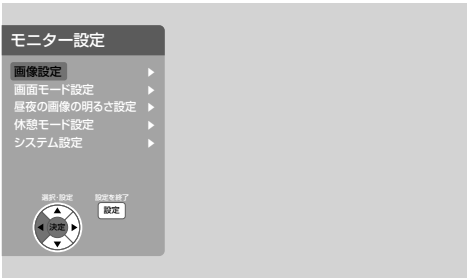 モニター設定
画像設定
画面モード設定
昼夜の画像の明るさ設定
休憩モード設定
システム設定
選択・設定 設定を終了
決定 設定